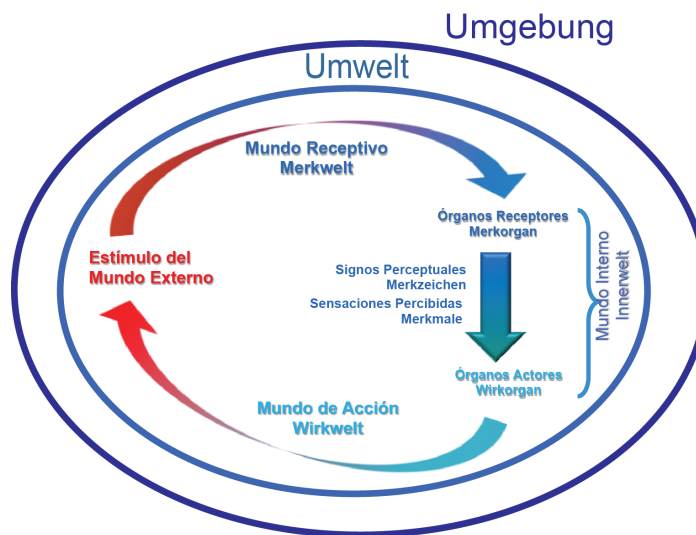 Umgebung
Umwelt
Mundo Receptivo
Merkwelt
Órganos Receptores
Merkorgan
Estímulo del
Mundo Externo
Signos Perceptuales
Merkzeichen
Sensaciones Percibidas
Merkmale
Mundo Interno
Innerwelt
Órganos Actores
Wirkorgan
Mundo de Acción
Wirkwelt